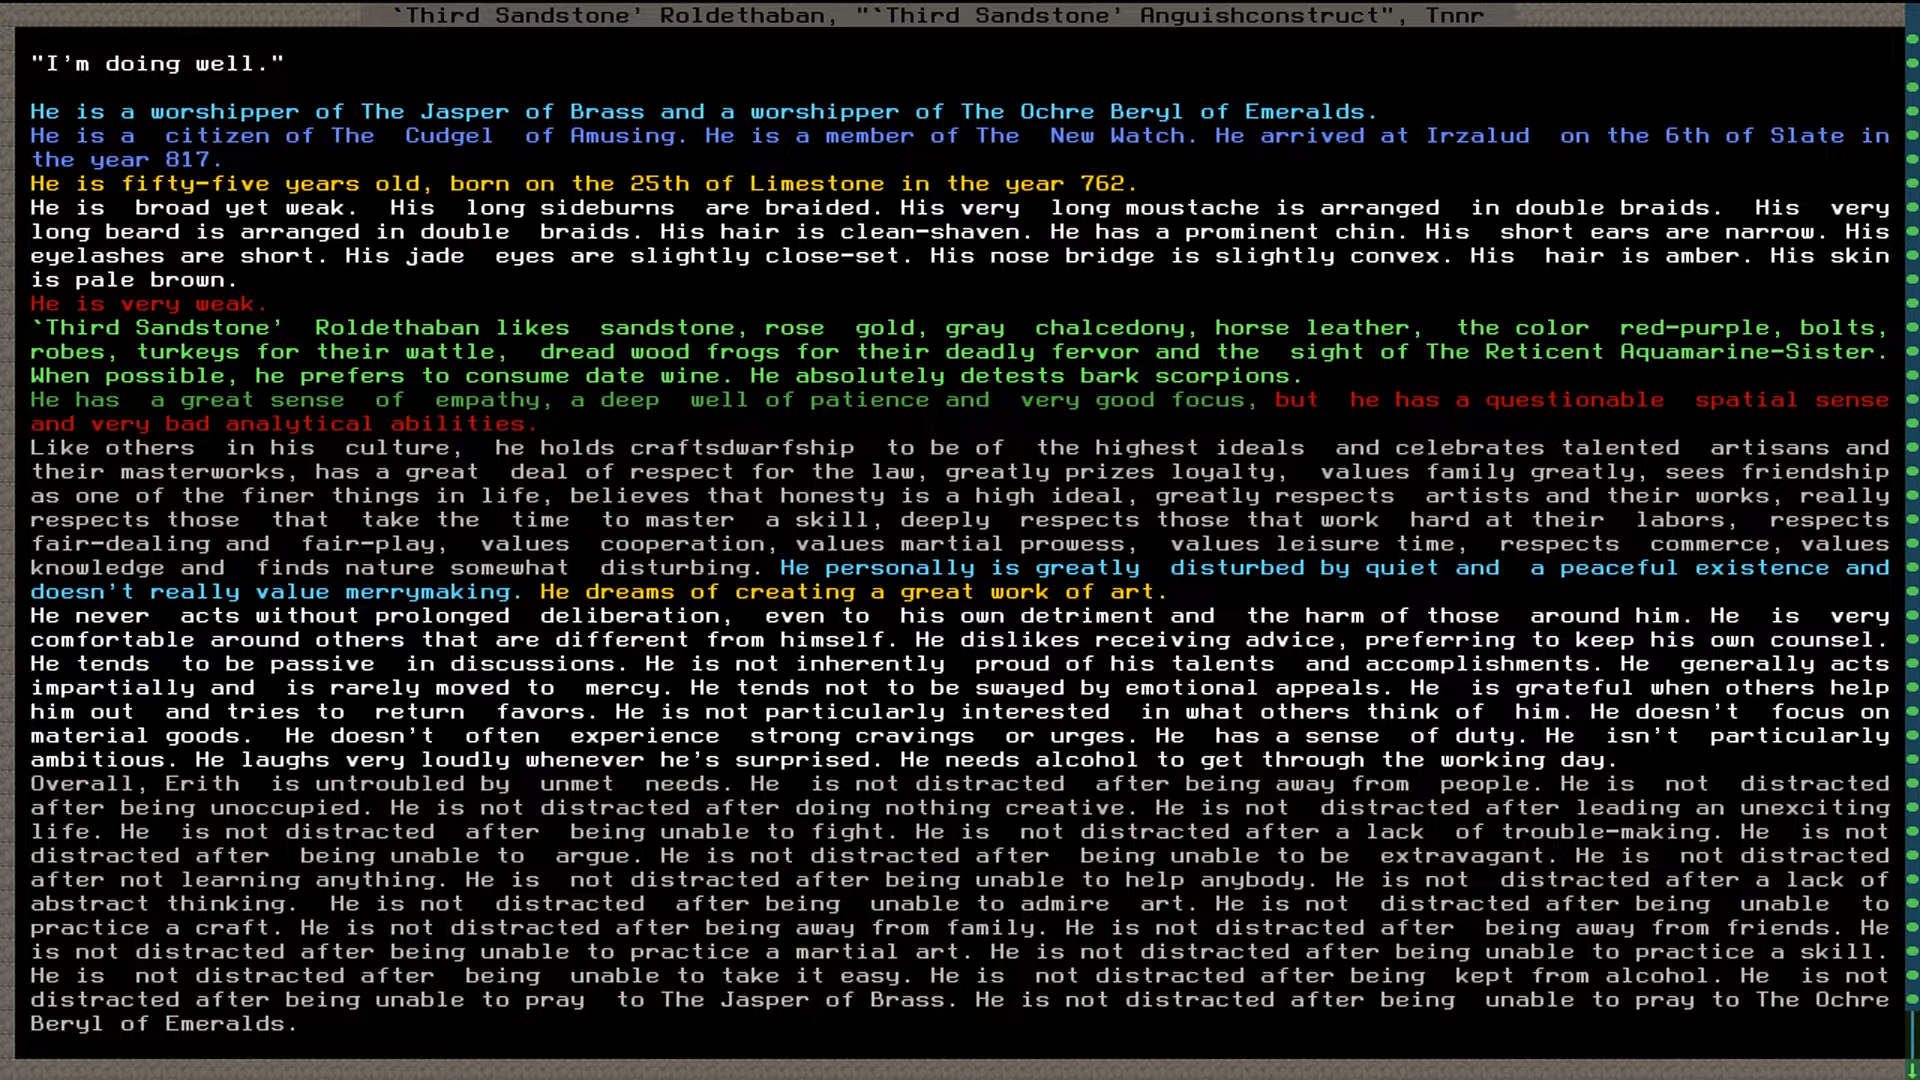 `Third Sandstone' Roldethaban, "`Third Sandstone' Anguishconstruct", Tnnr
"I'm doing well."
He is a worshipper of The Jasper of Brass and a worshipper of The Ochre Beryl of Emeralds.
He is a citizen of The Cudgel of Amusing. He is a member of The New Watch. He arrived at Irzalud on the 6th of Slate in
the year 817.
He is fifty-five years old, born on the 25th of Limestone in the year 762.
He is broad yet weak. His long sideburns are braided. His very long moustache is arranged in double braids. His very
long beard is arranged in double braids. His hair is clean-shaven. He has a prominent chin. His short ears are narrow. His
eyelashes are short. His jade eyes are slightly close-set. His nose bridge is slightly convex. His hair is amber. His skin
is pale brown.
He is very weak.
`Third Sandstone' Roldethaban likes sandstone, rose gold, gray chalcedony, horse leather, the color red-purple, bolts,
robes, turkeys for their wattle, dread wood frogs for their deadly fervor and the sight of The Reticent Aquamarine-Sister.
When possible, he prefers to consume date wine. He absolutely detests bark scorpions.
He has a great sense of empathy, a deep well of patience and very good focus, but he has a questionable spatial sense
and very bad analytical abilities.
Like others in his culture, he holds craftsdwarfship to be of the highest ideals and celebrates talented artisans and
their masterworks, has a great deal of respect for the law, greatly prizes loyalty, values family greatly, sees friendship
as one of the finer things in life, believes that honesty is a high ideal, greatly respects artists and their works, really
respects those that take the time to master a skill, deeply respects those that work hard at their labors, respects
fair-dealing and fair-play, values cooperation, values martial prowess, values leisure time, respects commerce, values
knowledge and finds nature somewhat disturbing. He personally is greatly disturbed by quiet and a peaceful existence and
doesn't really value merrymaking. He dreams of creating a great work of art.
He never acts without prolonged deliberation, even to his own detriment and the harm of those around him. He is very
comfortable around others that are different from himself. He dislikes receiving advice, preferring to keep his own counsel.
He tends to be passive in discussions. He is not inherently proud of his talents and accomplishments. He generally acts
impartially and is rarely moved to mercy. He tends not to be swayed by emotional appeals. He is grateful when others help
him out and tries to return favors. He is not particularly interested in what others think of him. He doesn't focus on
material goods. He doesn't often experience strong cravings or urges. He has a sense of duty. He isn't particularly
ambitious. He laughs very loudly whenever he's surprised. He needs alcohol to get through the working day.
Overall, Erith is untroubled by unmet needs. He is not distracted after being away from people. He is not distracted
after being unoccupied. He is not distracted after doing nothing creative. He is not distracted after leading an unexciting
life. He is not distracted after being unable to fight. He is not distracted after a lack of trouble-making. He is not
distracted after being unable to argue. He is not distracted after being unable to be extravagant. He is not distracted
after not learning anything. He is not distracted after being unable to help anybody. He is not distracted after a lack of
abstract thinking. He is not distracted after being unable to admire art. He is not distracted after being unable to
practice a craft. He is not distracted after being away from family. He is not distracted after being away from friends. He
is not distracted after being unable to practice a martial art. He is not distracted after being unable to practice a skill.
He is not distracted after being unable to take it easy. He is not distracted after being kept from alcohol. He is not
distracted after being unable to pray to The Jasper of Brass. He is not distracted after being unable to pray to The Ochre
Beryl of Emeralds.